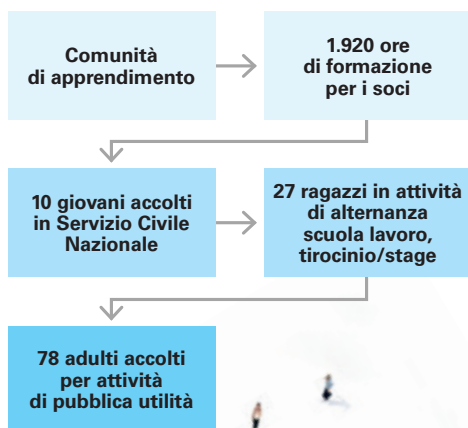 Comunità
di apprendimento
1.920 ore
di formazione
per i soci
10 giovani accolti
in Servizio Civile
Nazionale
27 ragazzi in attività
di alternanza
scuola lavoro,
tirocinio/stage
78 adulti accolti
per attività
di pubblica utilità